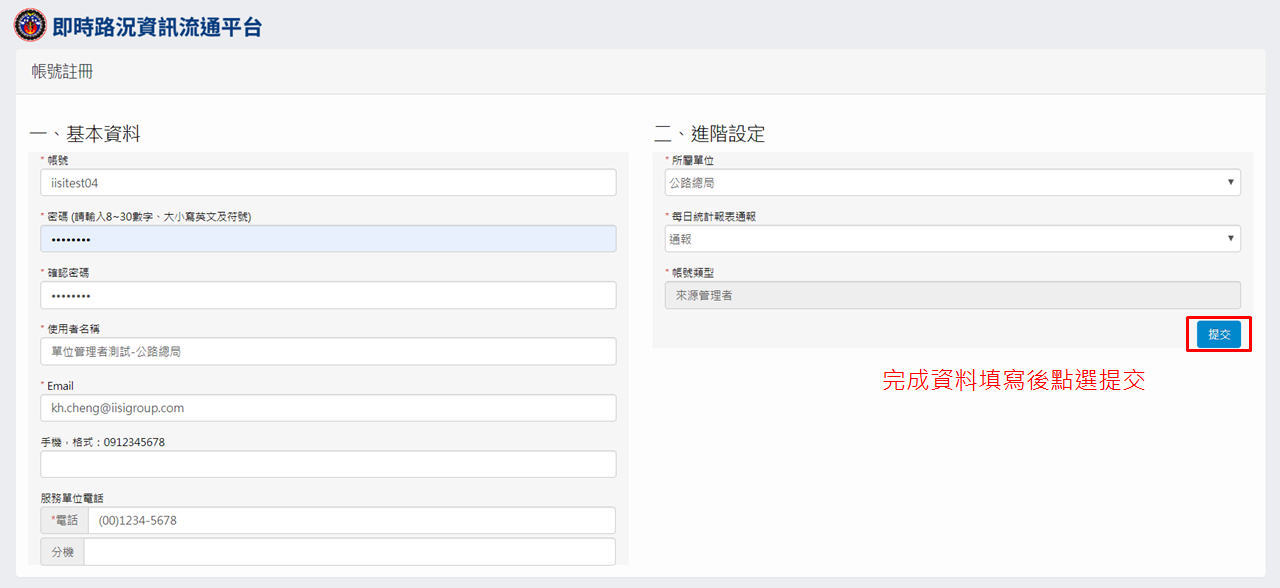 即時路況資訊流通平台
帳號註冊
一、基本資料
* 帳號
iisitest04
* 密碼 (請輸入8~30數字、大小寫英文及符號)
••••••••
* 確認密碼
••••••••
* 使用者名稱
單位管理者測試-公路總局
* Email
kh.cheng@iisigroup.com
手機，格式：0912345678
服務單位電話
*電話 (00)1234-5678
分機
二、進階設定
* 所屬單位
公路總局
* 每日統計報表通報
通報
* 帳號類型
來源管理者
提交
完成資料填寫後點選提交